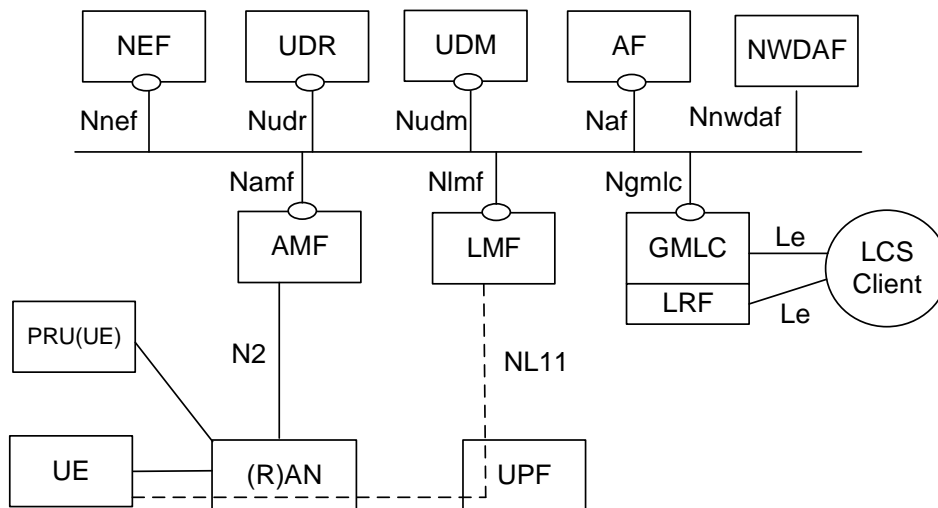 NEF
UDR
UDM
AF
NWDAF
Nnef
Nudr
Nudm
Naf
Nnwdaf
Namf
Nlmf
Ngmlc
AMF
LMF
GMLC
LRF
Le
Le
LCS
Client
PRU(UE)
N2
NL11
UE
(R)AN
UPF